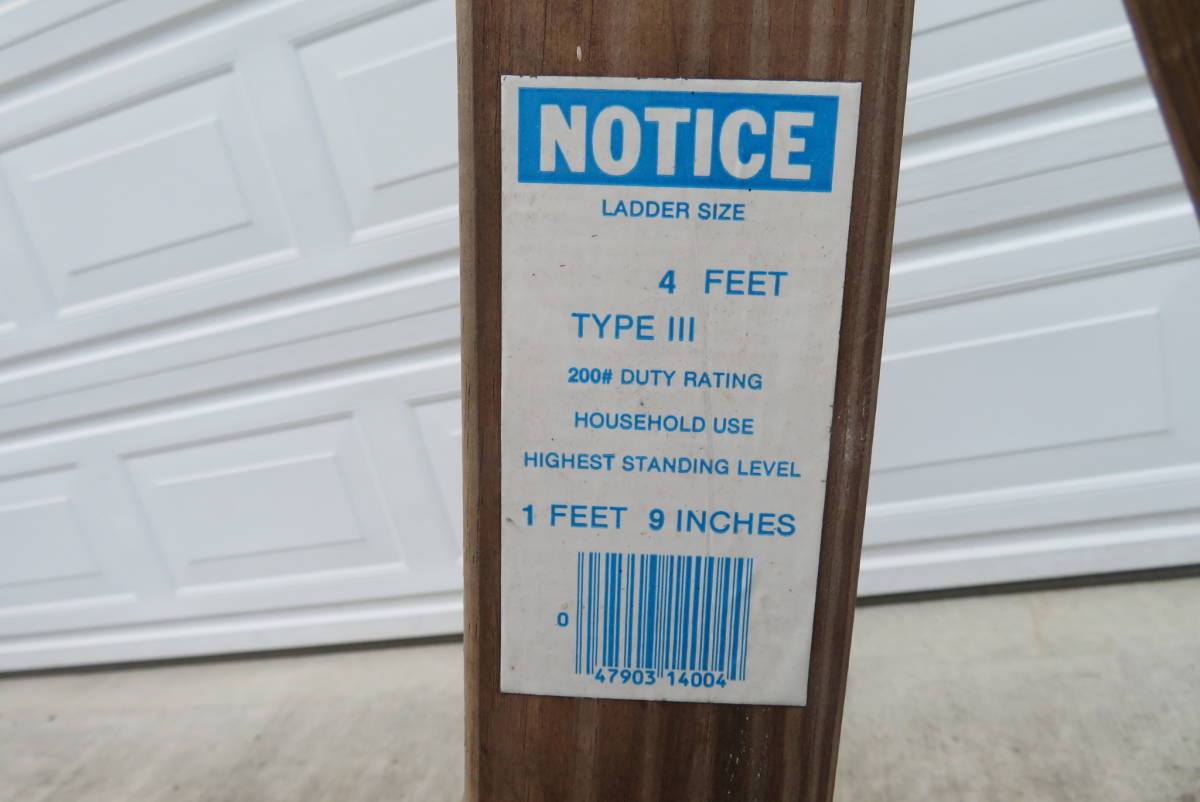 NOTICE
LADDER SIZE
4 FEET
TYPE III
200# DUTY RATING
HOUSEHOLD USE
HIGHEST STANDING LEVEL
1 FEET 9 INCHES
0
47903 14004